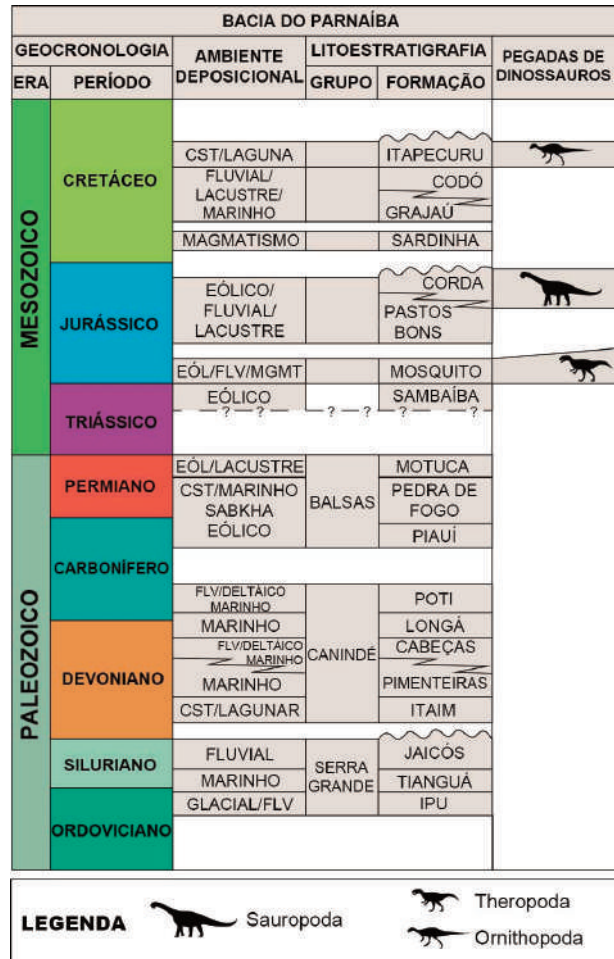 BACIA DO PARNAÍBA
GEOCRONOLOGIA
AMBIENTE
DEPOSICIONAL
LITOESTRATIGRAFIA
PEGADAS DE
DINOSSAUROS
ERA
PERÍODO
GRUPO
FORMAÇÃO
MESOZOICO
CRETÁCEO
CST/LAGUNA
ITAPECURU
FLUVIAL/
LACUSTRE/
MARINHO
CODÓ
GRAJAÚ
MAGMATISMO
SARDINHA
JURÁSSICO
EÓLICO/
FLUVIAL/
LACUSTRE
CORDA
PASTOS
BONS
EÓL/FLV/MGMT
MOSQUITO
TRIÁSSICO
EÓLICO
SAMBAÍBA
? ? ? ? ? ?
PALEOZOICO
PERMIANO
EÓL/LACUSTRE
BALSAS
MOTUCA
CST/MARINHO
SABKHA
EÓLICO
PEDRA DE
FOGO
PIAUÍ
CARBONÍFERO
FLV/DELTÁICO
MARINHO
CANINDÉ
POTI
MARINHO
LONGÁ
DEVONIANO
FLV/DELTÁICO
MARINHO
CABEÇAS
MARINHO
PIMENTEIRAS
CST/LAGUNAR
ITAIM
SILURIANO
FLUVIAL
SERRA
GRANDE
JAICÓS
MARINHO
TIANGUÁ
ORDOVICIANO
GLACIAL/FLV
IPU
LEGENDA
Sauropoda
Theropoda
Ornithopoda